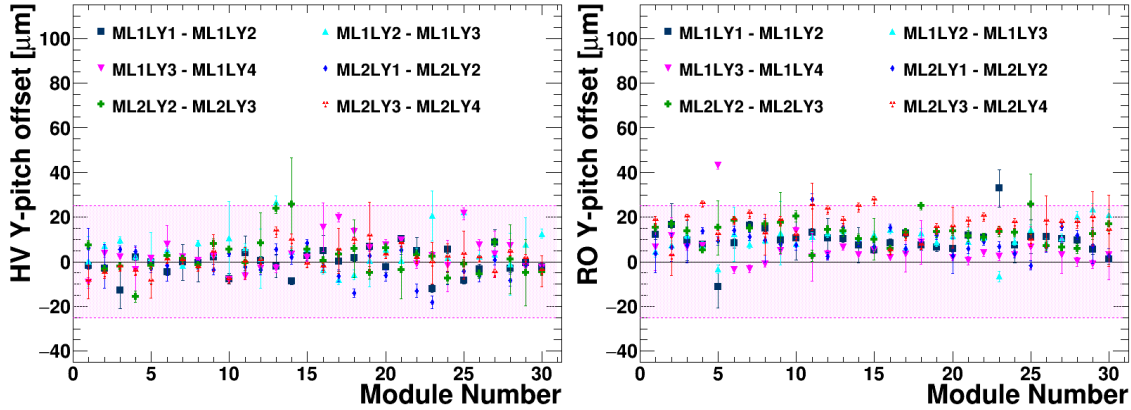 HV Y-pitch offset [μm]
100
80
60
40
20
0
−20
−40
ML1LY1 - ML1LY2
ML1LY2 - ML1LY3
ML1LY3 - ML1LY4
ML2LY1 - ML2LY2
ML2LY2 - ML2LY3
ML2LY3 - ML2LY4
0 5 10 15 20 25 30
Module Number
RO Y-pitch offset [μm]
100
80
60
40
20
0
−20
−40
ML1LY1 - ML1LY2
ML1LY2 - ML1LY3
ML1LY3 - ML1LY4
ML2LY1 - ML2LY2
ML2LY2 - ML2LY3
ML2LY3 - ML2LY4
0 5 10 15 20 25 30
Module Number